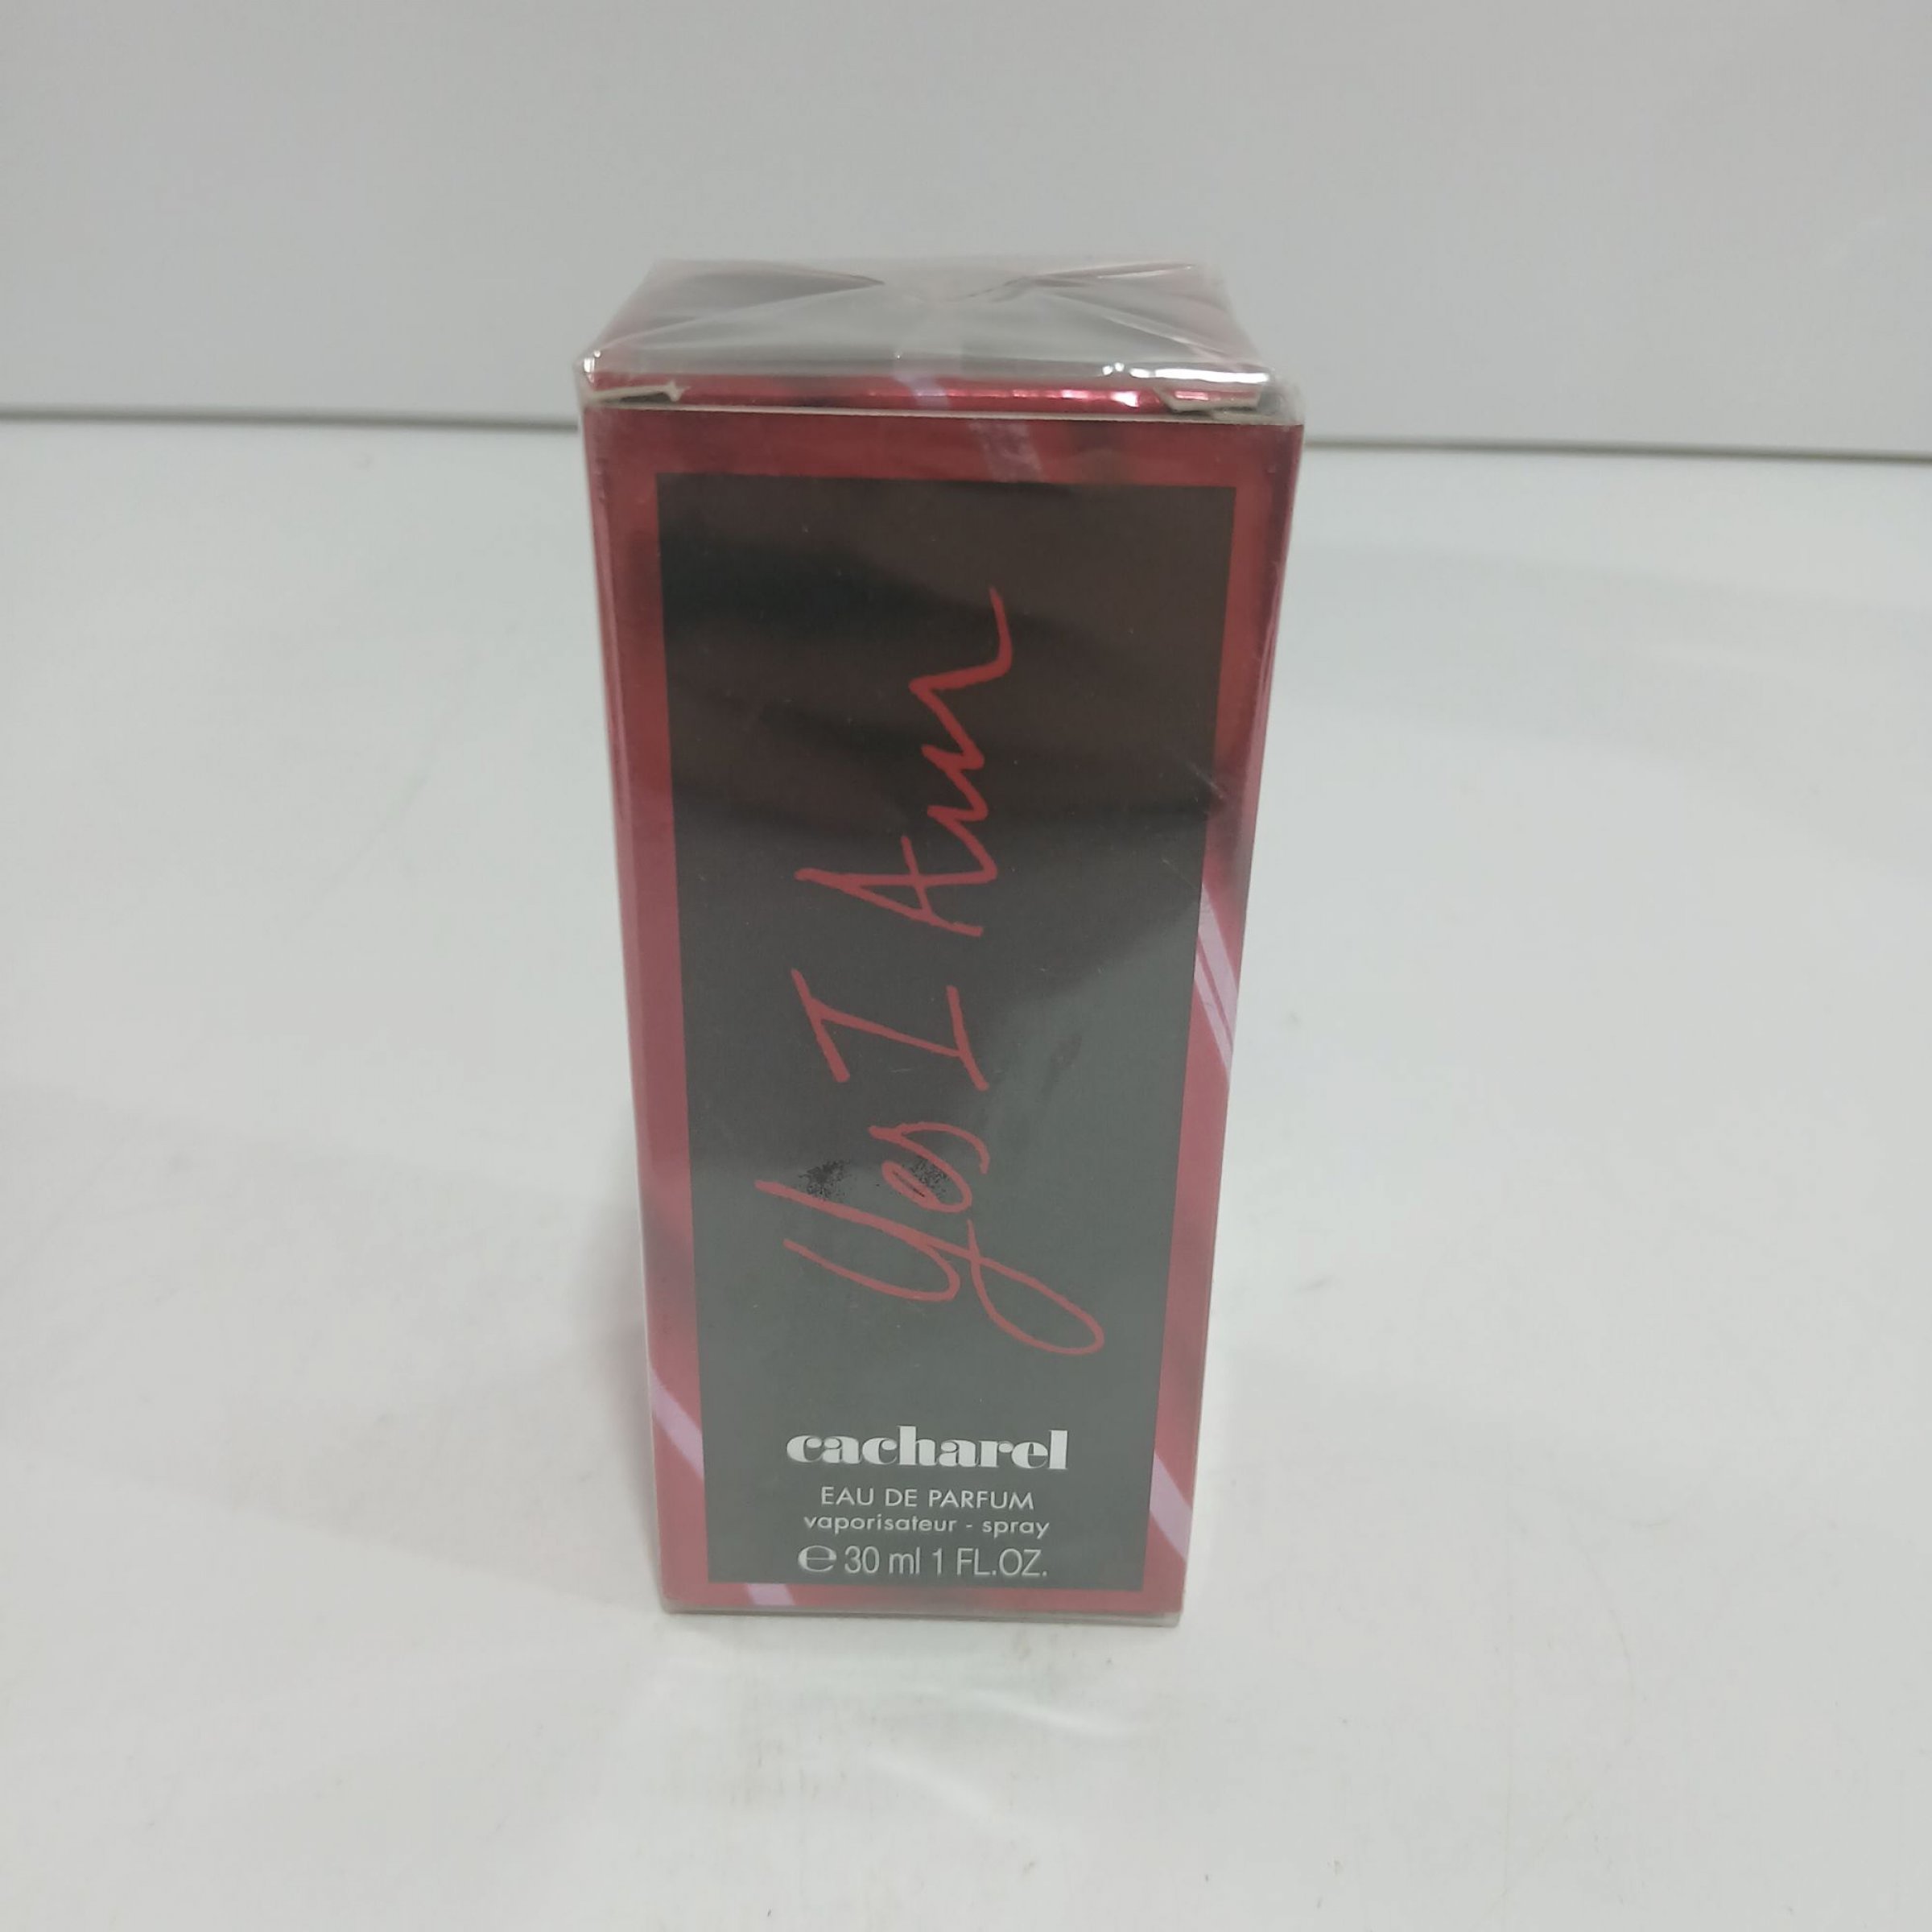 Yes I Am
cacharel
EAU DE PARFUM
vaporisateur - spray
℮ 30 ml 1 FL.OZ.